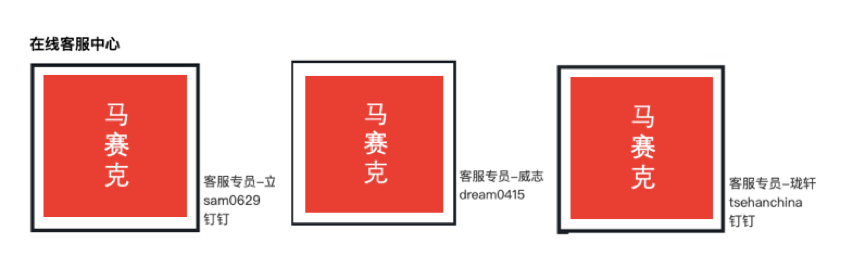 在线客服中心
马
赛
克
客服专员-立
sam0629
钉钉
马
赛
克
客服专员-威志
dream0415
马
赛
克
客服专员-珑轩
tsehanchina
钉钉